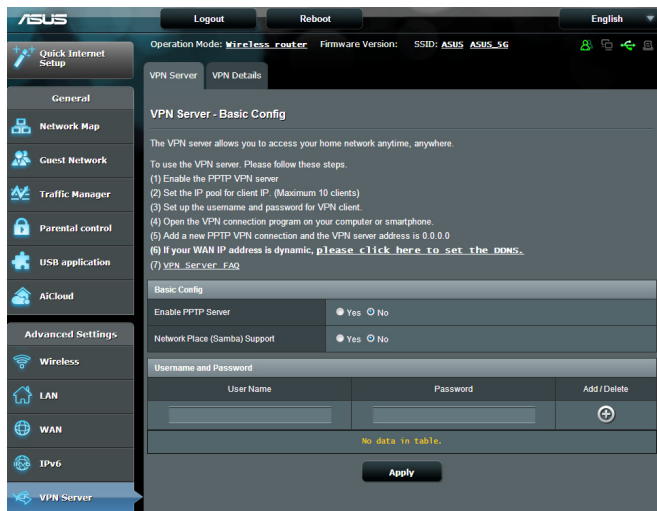 ASUS
Logout
Reboot
English
Quick Internet Setup
Operation Mode: Wireless router Firmware Version: SSID: ASUS ASUS_5G
VPN Server
VPN Details
General
Network Map
Guest Network
Traffic Manager
Parental control
USB application
AiCloud
Advanced Settings
Wireless
LAN
WAN
IPv6
IPv6
VPN Server
VPN Server - Basic Config
The VPN server allows you to access your home network anytime, anywhere.
To use the VPN server. Please follow these steps.
(1) Enable the PPTP VPN server
(2) Set the IP pool for client IP. (Maximum 10 clients)
(3) Set up the username and password for VPN client.
(4) Open the VPN connection program on your computer or smartphone.
(5) Add a new PPTP VPN connection and the VPN server address is 0.0.0.0
(6) If your WAN IP address is dynamic, please click here to set the DDNS.
(7) VPN Server FAQ
Basic Config
Enable PPTP Server
Yes No
Network Place (Samba) Support
Yes No
Username and Password
User Name
Password
Add / Delete
No data in table.
Apply